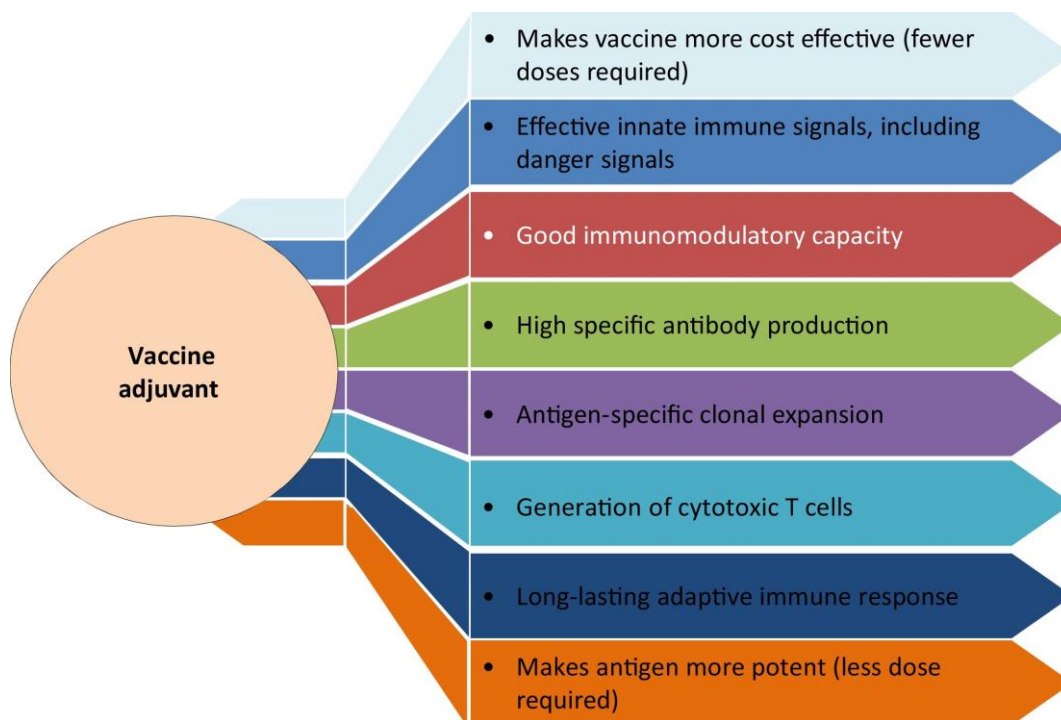 Vaccine
adjuvant
• Makes vaccine more cost effective (fewer
doses required)
• Effective innate immune signals, including
danger signals
• Good immunomodulatory capacity
• High specific antibody production
• Antigen-specific clonal expansion
• Generation of cytotoxic T cells
• Long-lasting adaptive immune response
• Makes antigen more potent (less dose
required)